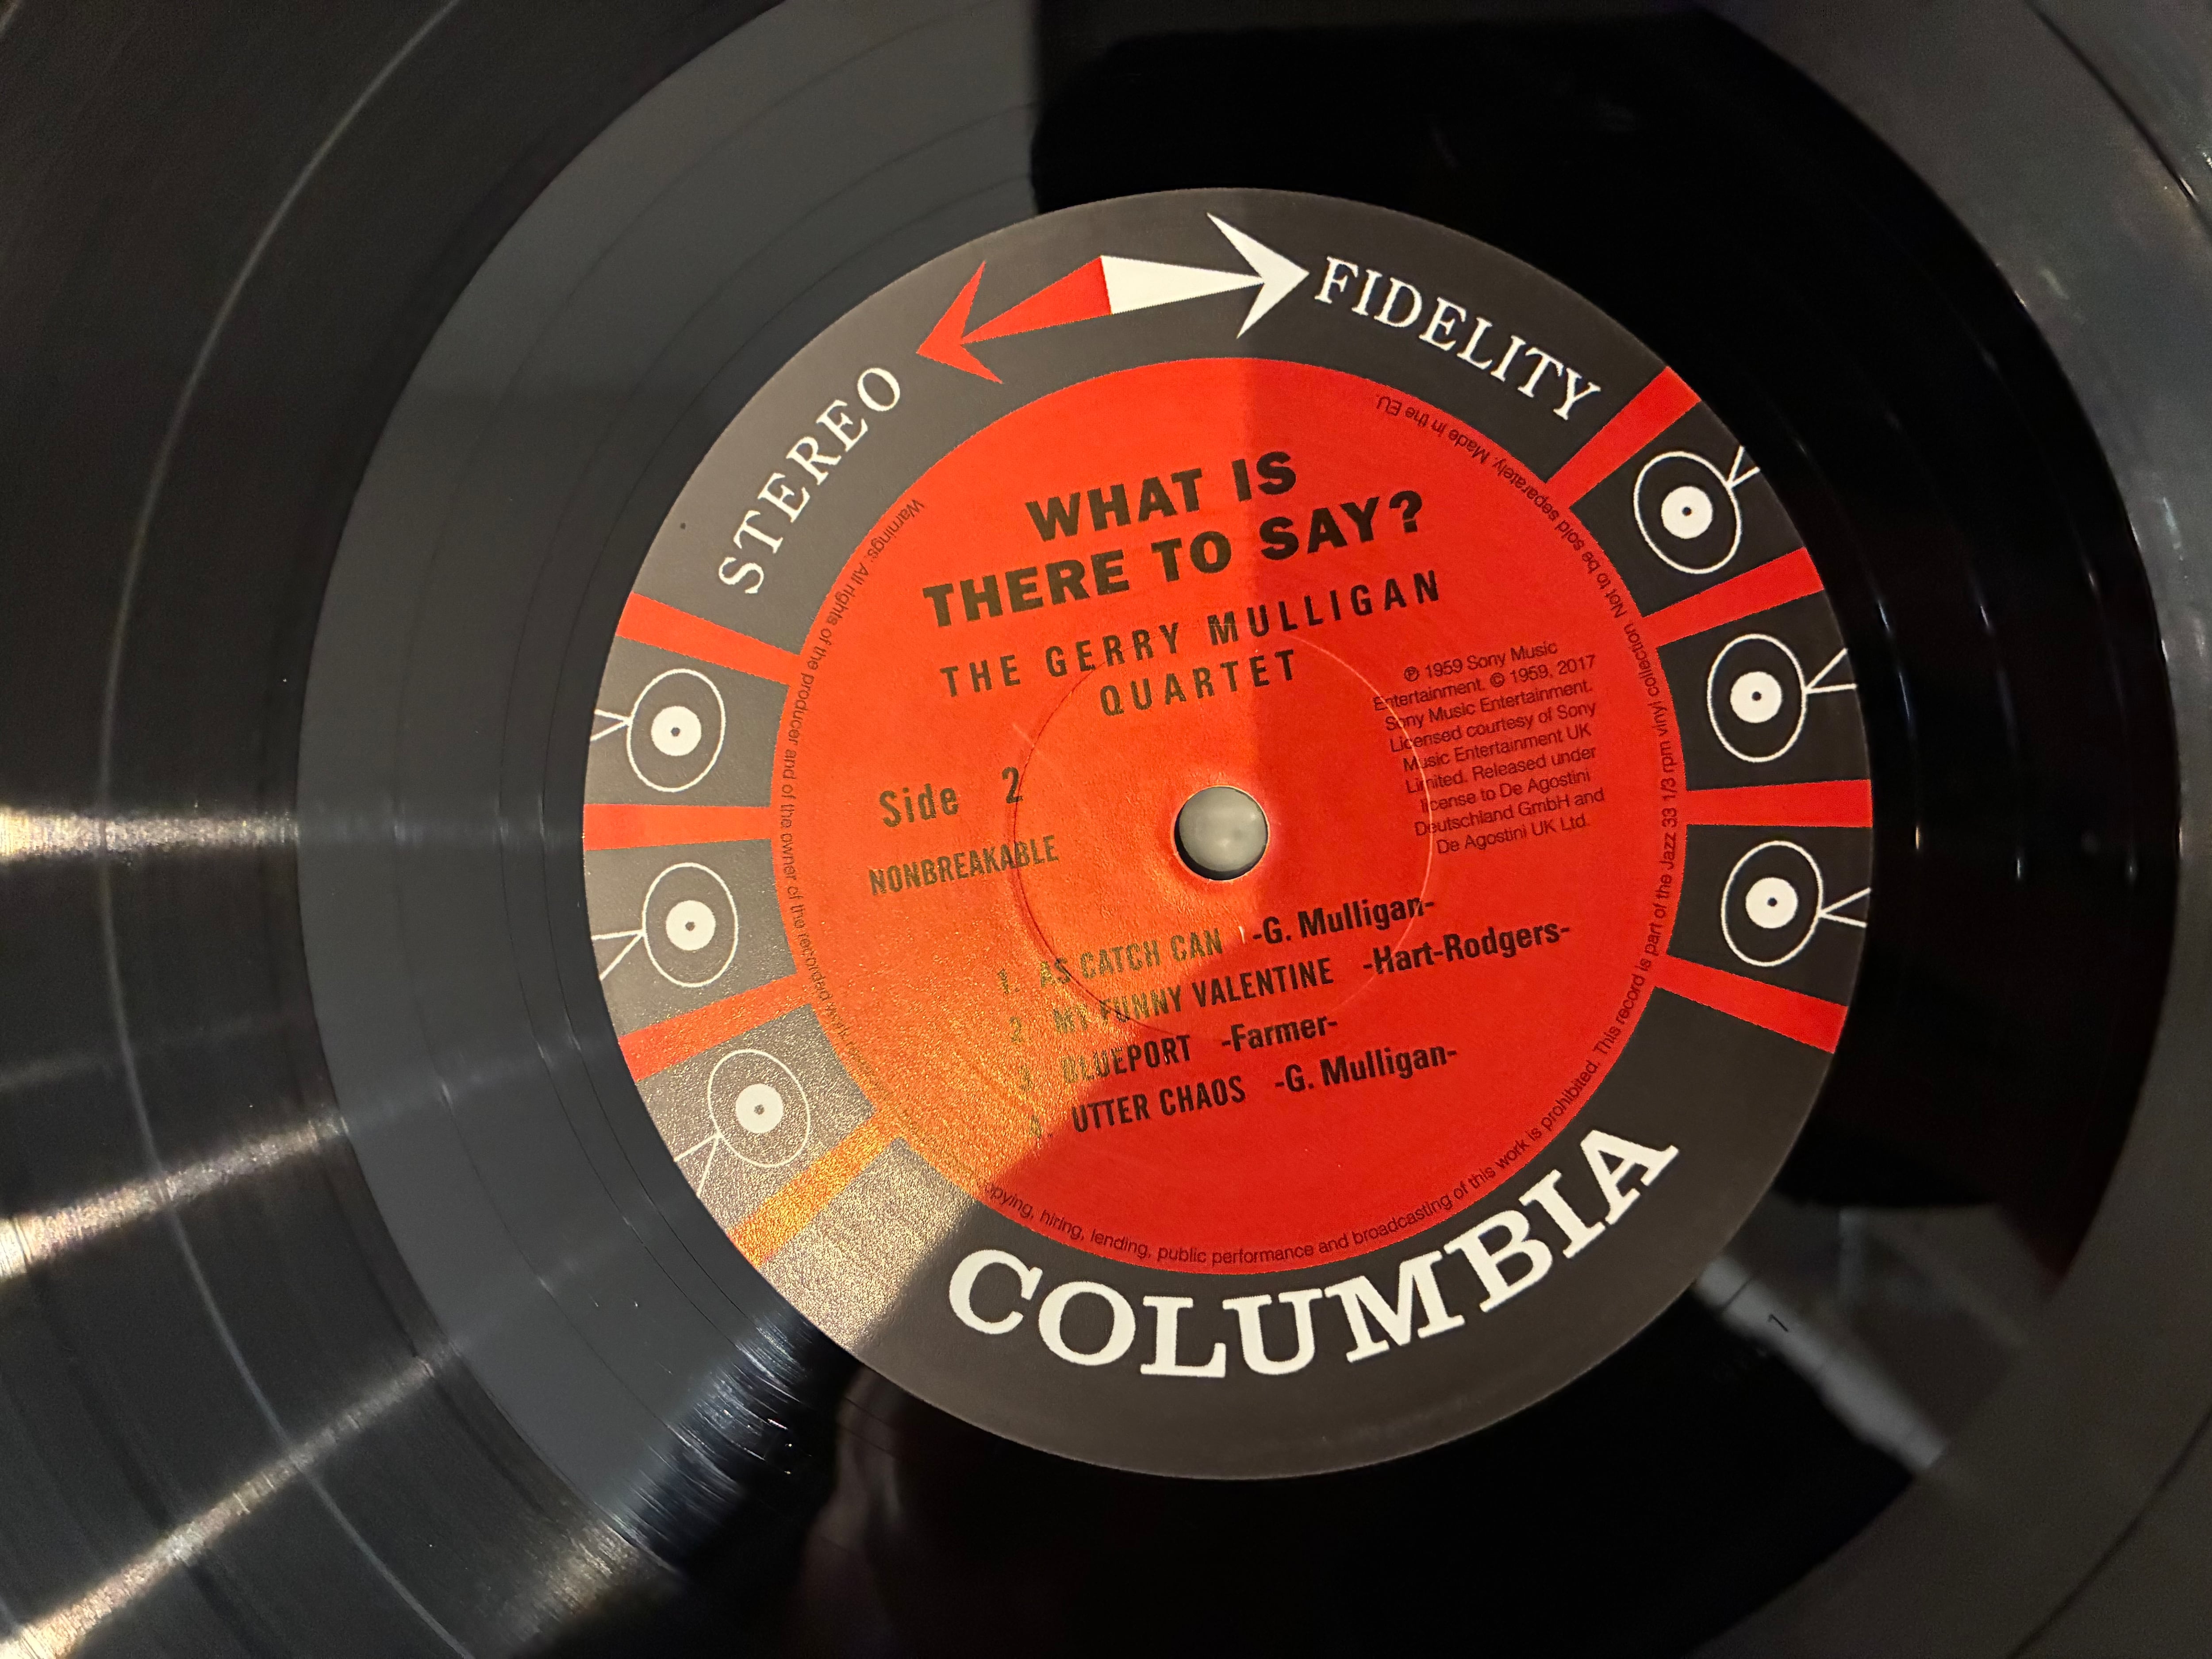 STEREO FIDELITY
WHAT IS
THERE TO SAY?
THE GERRY MULLIGAN
QUARTET
℗ 1959 Sony Music
Entertainment. © 1959, 2017
Sony Music Entertainment.
Licensed courtesy of Sony
Music Entertainment UK
Limited. Released under
license to De Agostini
Deutschland GmbH and
De Agostini UK Ltd.
Side 2
NONBREAKABLE
1. AS CATCH CAN -G. Mulligan-
2. MY FUNNY VALENTINE -Hart-Rodgers-
3. BLUEPORT -Farmer-
4. UTTER CHAOS -G. Mulligan-
Warnings: All rights of the producer and of the owner of the recorded work copying, hiring, lending, public performance and broadcasting of this work is prohibited. This record is part of the Jazz 33 1/3 rpm vinyl collection. Not to be sold separately. Made in the EU.
COLUMBIA
1